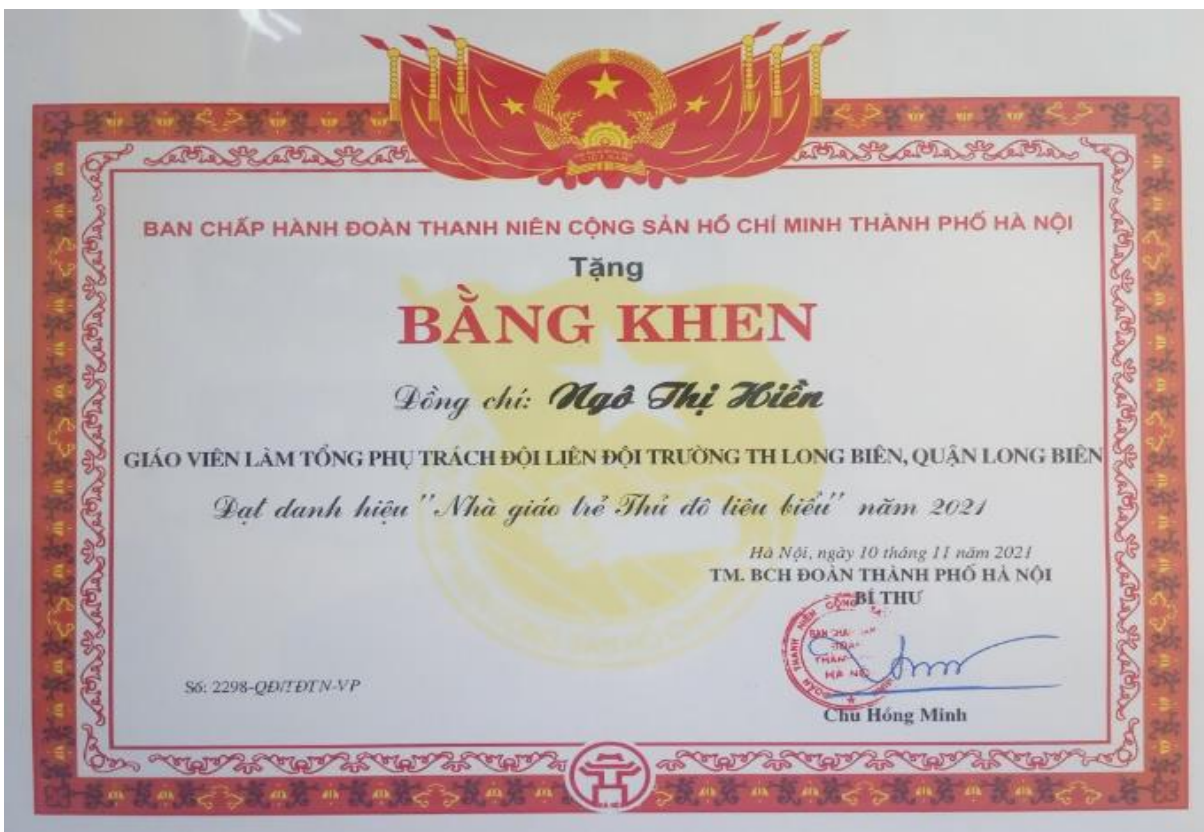 BAN CHẤP HÀNH ĐOÀN THANH NIÊN CỘNG SẢN HỒ CHÍ MINH THÀNH PHỐ HÀ NỘI
Tặng
BẰNG KHEN
Đồng chí: Ngô Thị Hiền
GIÁO VIÊN LÀM TỔNG PHỤ TRÁCH ĐỘI LIÊN ĐỘI TRƯỜNG TH LONG BIÊN, QUẬN LONG BIÊN
Đạt danh hiệu "Nhà giáo trẻ Thủ đô tiêu biểu" năm 2021
Hà Nội, ngày 10 tháng 11 năm 2021
TM. BCH ĐOÀN THÀNH PHỐ HÀ NỘI
BÍ THƯ
Số: 2298-QĐ/TĐTN-VP
Chu Hồng Minh